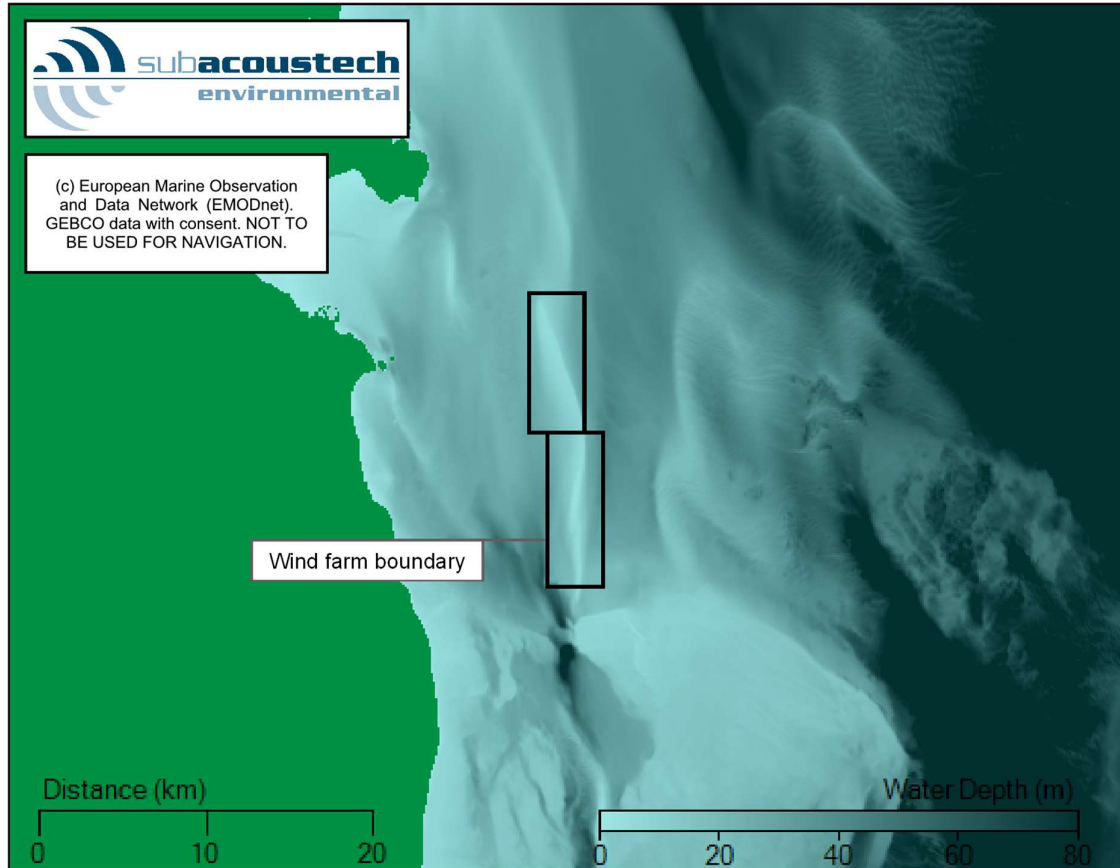 subacoustech
environmental
(c) European Marine Observation
and Data Network (EMODnet).
GEBCO data with consent. NOT TO
BE USED FOR NAVIGATION.
Wind farm boundary
Distance (km)
0 10 20
Water Depth (m)
0 20 40 60 80